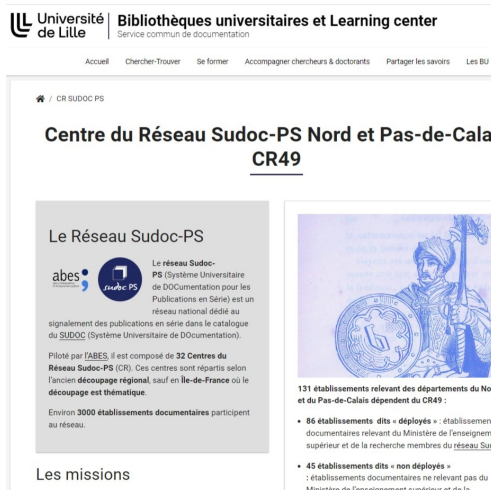 Université de Lille
Bibliothèques universitaires et Learning center
Service commun de documentation
Accueil Chercher-Trouver Se former Accompagner chercheurs & doctorants Partager les savoirs Les BU
/ CR SUDOC PS
Centre du Réseau Sudoc-PS Nord et Pas-de-Cala
CR49
Le Réseau Sudoc-PS
abes
sudoc PS
Le réseau Sudoc-
PS (Système Universitaire
de DOCumentation pour les
Publications en Série) est un
réseau national dédié au
signalement des publications en série dans le catalogue
du SUDOC (Système Universitaire de DOcumentation).
Piloté par l'ABES, il est composé de 32 Centres du
Réseau Sudoc-PS (CR). Ces centres sont répartis selon
l'ancien découpage régional, sauf en Île-de-France où le
découpage est thématique.
Environ 3000 établissements documentaires participent
au réseau.
Les missions
131 établissements relevant des départements du No
et du Pas-de-Calais dépendent du CR49 :
86 établissements dits « déployés » : établissemen
documentaires relevant du Ministère de l'enseignem
supérieur et de la recherche membres du réseau Su
45 établissements dits « non déployés »
: établissements documentaires ne relevant pas du